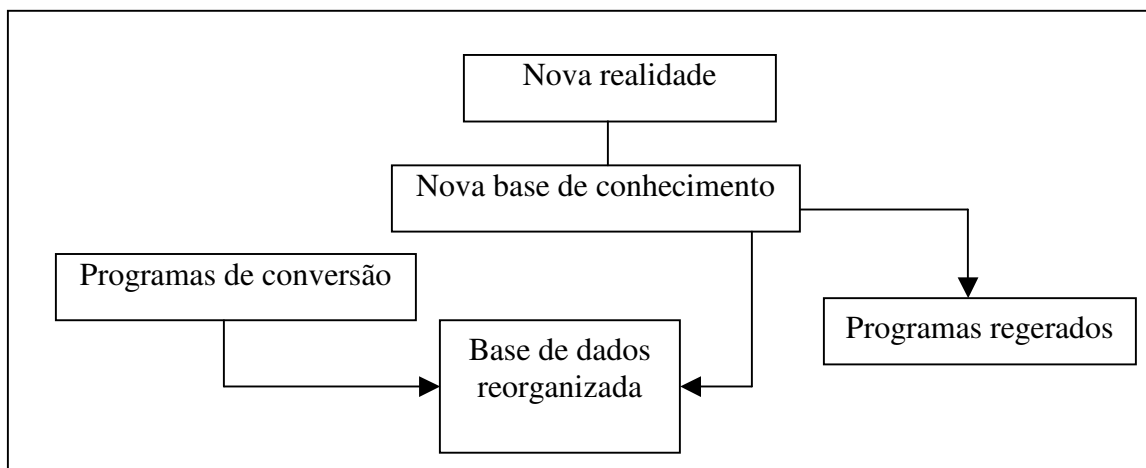 Nova realidade
Nova base de conhecimento
Programas de conversão
Programas regerados
Base de dados
reorganizada